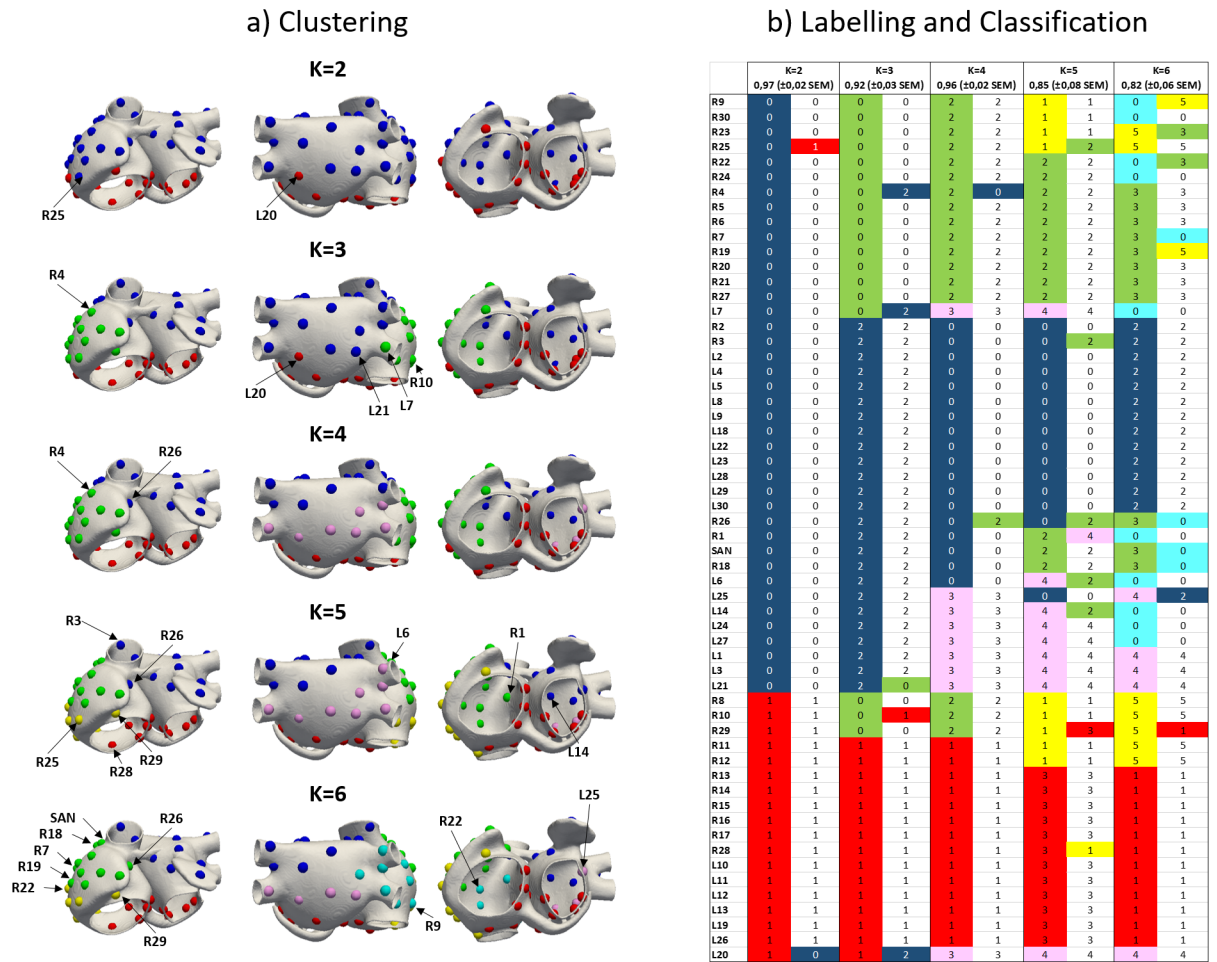 a) Clustering
K=2
R25
L20
K=3
R4
L20
L21
L7
R10
K=4
R4
R26
K=5
R3
R26
L6
R1
R25
R28
R29
L14
K=6
SAN
R18
R7
R19
R22
R26
R29
R9
R22
L25
b) Labelling and Classification
K=2 K=3 K=4 K=5 K=6
0,97 (±0,02 SEM) 0,92 (±0,03 SEM) 0,96 (±0,02 SEM) 0,85 (±0,08 SEM) 0,82 (±0,06 SEM)
R9 0 0 0 0 2 2 1 1 0 5
R30 0 0 0 0 2 2 1 1 0 0
R23 0 0 0 0 2 2 1 1 5 3
R25 0 1 0 0 2 2 1 2 5 5
R22 0 0 0 0 2 2 2 2 0 3
R24 0 0 0 0 2 2 2 2 0 0
R4 0 0 0 2 2 0 2 2 3 3
R5 0 0 0 0 2 2 2 2 3 3
R6 0 0 0 0 2 2 2 2 3 3
R7 0 0 0 0 2 2 2 2 3 0
R19 0 0 0 0 2 2 2 2 3 5
R20 0 0 0 0 2 2 2 2 3 3
R21 0 0 0 0 2 2 2 2 3 3
R27 0 0 0 0 2 2 2 2 3 3
L7 0 0 0 2 3 3 4 4 0 0
R2 0 0 2 2 0 0 0 0 2 2
R3 0 0 2 2 0 0 0 2 2 2
L2 0 0 2 2 0 0 0 0 2 2
L4 0 0 2 2 0 0 0 0 2 2
L5 0 0 2 2 0 0 0 0 2 2
L8 0 0 2 2 0 0 0 0 2 2
L9 0 0 2 2 0 0 0 0 2 2
L18 0 0 2 2 0 0 0 0 2 2
L22 0 0 2 2 0 0 0 0 2 2
L23 0 0 2 2 0 0 0 0 2 2
L28 0 0 2 2 0 0 0 0 2 2
L29 0 0 2 2 0 0 0 0 2 2
L30 0 0 2 2 0 0 0 0 2 2
R26 0 0 2 2 0 2 0 2 3 0
R1 0 0 2 2 0 0 2 4 0 0
SAN 0 0 2 2 0 0 2 2 3 0
R18 0 0 2 2 0 0 2 2 3 0
L6 0 0 2 2 0 0 4 2 0 0
L25 0 0 2 2 3 3 0 0 4 2
L14 0 0 2 2 3 3 4 2 0 0
L24 0 0 2 2 3 3 4 4 0 0
L27 0 0 2 2 3 3 4 4 0 0
L1 0 0 2 2 3 3 4 4 4 4
L3 0 0 2 2 3 3 4 4 4 4
L21 0 0 2 0 3 3 4 4 4 4
R8 1 1 0 0 2 2 1 1 5 5
R10 1 1 0 1 2 2 1 1 5 5
R29 1 1 0 0 2 2 1 3 5 1
R11 1 1 1 1 1 1 1 1 5 5
R12 1 1 1 1 1 1 1 1 5 5
R13 1 1 1 1 1 1 3 3 1 1
R14 1 1 1 1 1 1 3 3 1 1
R15 1 1 1 1 1 1 3 3 1 1
R16 1 1 1 1 1 1 3 3 1 1
R17 1 1 1 1 1 1 3 3 1 1
R28 1 1 1 1 1 1 3 1 1 1
L10 1 1 1 1 1 1 3 3 1 1
L11 1 1 1 1 1 1 3 3 1 1
L12 1 1 1 1 1 1 3 3 1 1
L13 1 1 1 1 1 1 3 3 1 1
L19 1 1 1 1 1 1 3 3 1 1
L26 1 1 1 1 1 1 3 3 1 1
L20 1 0 1 2 3 3 4 4 4 4